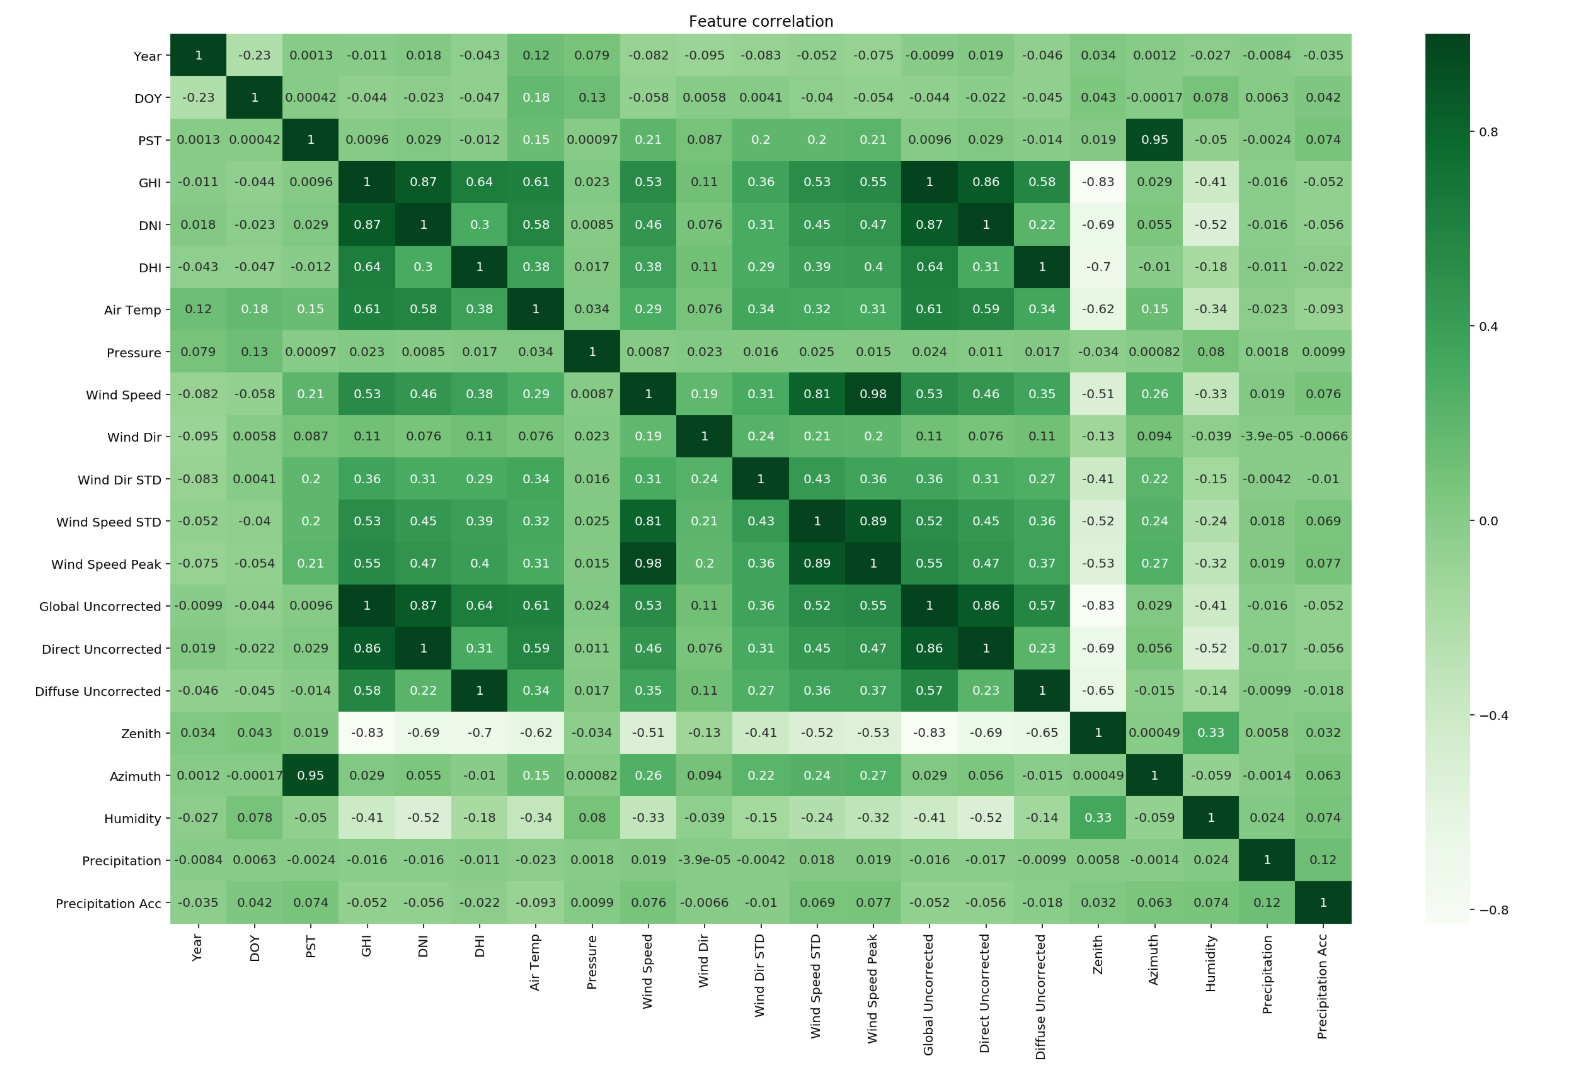 Feature correlation
Year 1 -0.23 0.0013 -0.011 0.018 -0.043 0.12 0.079 -0.082 -0.095 -0.083 -0.052 -0.075 -0.0099 0.019 -0.046 0.034 0.0012 -0.027 -0.0084 -0.035
DOY -0.23 1 0.00042 -0.044 -0.023 -0.047 0.18 0.13 -0.058 0.0058 0.0041 -0.04 -0.054 -0.044 -0.022 -0.045 0.043 -0.00017 0.078 0.0063 0.042
PST 0.0013 0.00042 1 0.0096 0.029 -0.012 0.15 0.00097 0.21 0.087 0.2 0.2 0.21 0.0096 0.029 -0.014 0.019 0.95 -0.05 -0.0024 0.074
GHI -0.011 -0.044 0.0096 1 0.87 0.64 0.61 0.023 0.53 0.11 0.36 0.53 0.55 1 0.86 0.58 -0.83 0.029 -0.41 -0.016 -0.052
DNI 0.018 -0.023 0.029 0.87 1 0.3 0.58 0.0085 0.46 0.076 0.31 0.45 0.47 0.87 1 0.22 -0.69 0.055 -0.52 -0.016 -0.056
DHI -0.043 -0.047 -0.012 0.64 0.3 1 0.38 0.017 0.38 0.11 0.29 0.39 0.4 0.64 0.31 1 -0.7 -0.01 -0.18 -0.011 -0.022
Air Temp 0.12 0.18 0.15 0.61 0.58 0.38 1 0.034 0.29 0.076 0.34 0.32 0.31 0.61 0.59 0.34 -0.62 0.15 -0.34 -0.023 -0.093
Pressure 0.079 0.13 0.00097 0.023 0.0085 0.017 0.034 1 0.0087 0.023 0.016 0.025 0.015 0.024 0.011 0.017 -0.034 0.00082 0.08 0.0018 0.0099
Wind Speed -0.082 -0.058 0.21 0.53 0.46 0.38 0.29 0.0087 1 0.19 0.31 0.81 0.98 0.53 0.46 0.35 -0.51 0.26 -0.33 0.019 0.076
Wind Dir -0.095 0.0058 0.087 0.11 0.076 0.11 0.076 0.023 0.19 1 0.24 0.21 0.2 0.11 0.076 0.11 -0.13 0.094 -0.039 -3.9e-05 -0.0066
Wind Dir STD -0.083 0.0041 0.2 0.36 0.31 0.29 0.34 0.016 0.31 0.24 1 0.43 0.36 0.36 0.31 0.27 -0.41 0.22 -0.15 -0.0042 -0.01
Wind Speed STD -0.052 -0.04 0.2 0.53 0.45 0.39 0.32 0.025 0.81 0.21 0.43 1 0.89 0.52 0.45 0.36 -0.52 0.24 -0.24 0.018 0.069
Wind Speed Peak -0.075 -0.054 0.21 0.55 0.47 0.4 0.31 0.015 0.98 0.2 0.36 0.89 1 0.55 0.47 0.37 -0.53 0.27 -0.32 0.019 0.077
Global Uncorrected -0.0099 -0.044 0.0096 1 0.87 0.64 0.61 0.024 0.53 0.11 0.36 0.52 0.55 1 0.86 0.57 -0.83 0.029 -0.41 -0.016 -0.052
Direct Uncorrected 0.019 -0.022 0.029 0.86 1 0.31 0.59 0.011 0.46 0.076 0.31 0.45 0.47 0.86 1 0.23 -0.69 0.056 -0.52 -0.017 -0.056
Diffuse Uncorrected -0.046 -0.045 -0.014 0.58 0.22 1 0.34 0.017 0.35 0.11 0.27 0.36 0.37 0.57 0.23 1 -0.65 -0.015 -0.14 -0.0099 -0.018
Zenith 0.034 0.043 0.019 -0.83 -0.69 -0.7 -0.62 -0.034 -0.51 -0.13 -0.41 -0.52 -0.53 -0.83 -0.69 -0.65 1 0.00049 0.33 0.0058 0.032
Azimuth 0.0012 -0.00017 0.95 0.029 0.055 -0.01 0.15 0.00082 0.26 0.094 0.22 0.24 0.27 0.029 0.056 -0.015 0.00049 1 -0.059 -0.0014 0.063
Humidity -0.027 0.078 -0.05 -0.41 -0.52 -0.18 -0.34 0.08 -0.33 -0.039 -0.15 -0.24 -0.32 -0.41 -0.52 -0.14 0.33 -0.059 1 0.024 0.074
Precipitation -0.0084 0.0063 -0.0024 -0.016 -0.016 -0.011 -0.023 0.0018 0.019 -3.9e-05 -0.0042 0.018 0.019 -0.016 -0.017 -0.0099 0.0058 -0.0014 0.024 1 0.12
Precipitation Acc -0.035 0.042 0.074 -0.052 -0.056 -0.022 -0.093 0.0099 0.076 -0.0066 -0.01 0.069 0.077 -0.052 -0.056 -0.018 0.032 0.063 0.074 0.12 1
Year DOY PST GHI DNI DHI Air Temp Pressure Wind Speed Wind Dir Wind Dir STD Wind Speed STD Wind Speed Peak Global Uncorrected Direct Uncorrected Diffuse Uncorrected Zenith Azimuth Humidity Precipitation Precipitation Acc
0.8
0.4
0.0
−0.4
−0.8